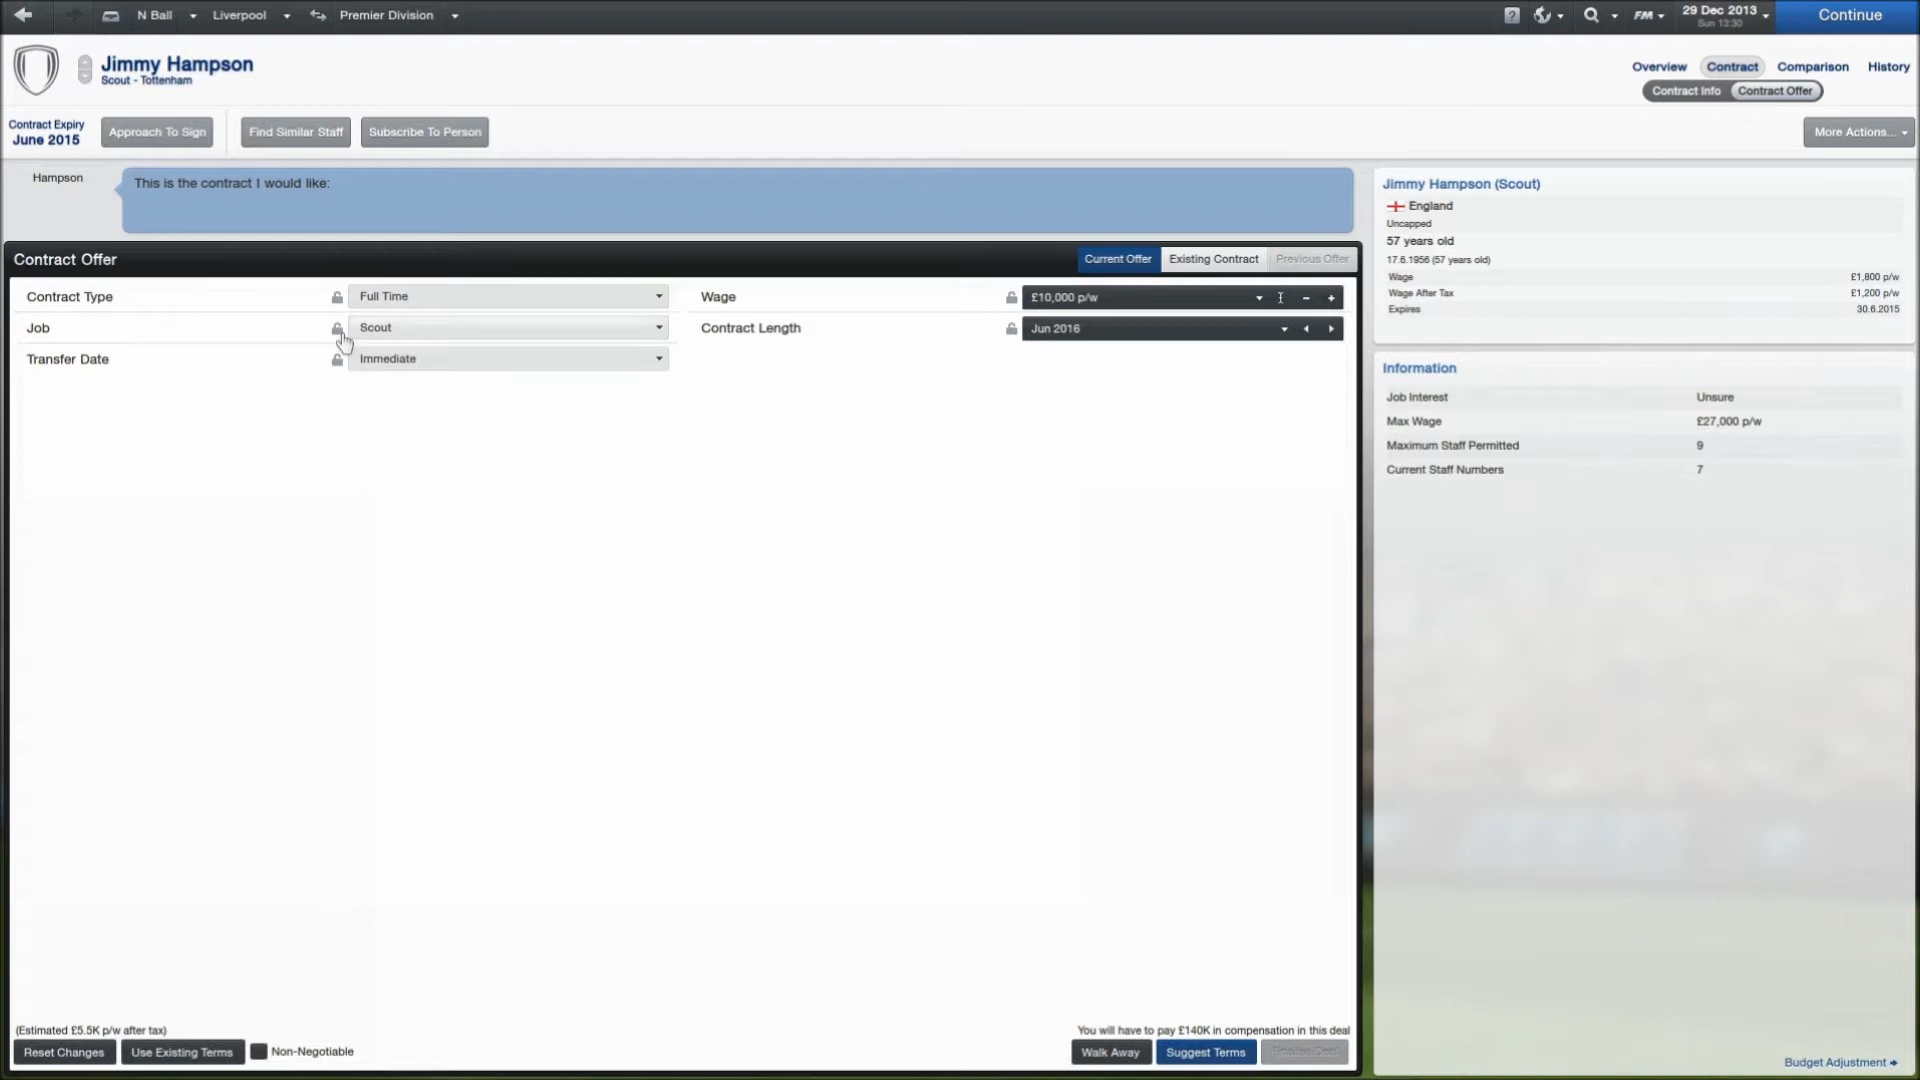 N Ball
Liverpool
Premier Division
?
FM
29 Dec 2013
Sun 13:30
Continue
Jimmy Hampson
Scout - Tottenham
Overview
Contract
Comparison
History
Contract Info
Contract Offer
Contract Expiry
June 2015
Approach To Sign
Find Similar Staff
Subscribe To Person
More Actions...
Hampson
This is the contract I would like:
Contract Offer
Current Offer
Existing Contract
Previous Offer
Contract Type
Full Time
Wage
£10,000 p/w
Job
Scout
Contract Length
Jun 2016
Transfer Date
Immediate
Jimmy Hampson (Scout)
England
Uncapped
57 years old
17.6.1956 (57 years old)
Wage £1,800 p/w
Wage After Tax £1,200 p/w
Expires 30.6.2015
Information
Job Interest Unsure
Max Wage £27,000 p/w
Maximum Staff Permitted 9
Current Staff Numbers 7
(Estimated £5.5K p/w after tax)
You will have to pay £140K in compensation in this deal
Reset Changes
Use Existing Terms
Non-Negotiable
Walk Away
Suggest Terms
Finalise Deal
Budget Adjustment